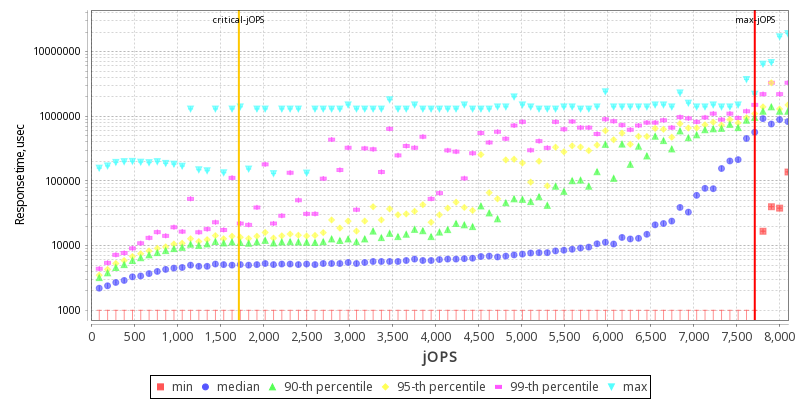 critical-jOPS
max-jOPS
Response time, usec
10000000
1000000
100000
10000
1000
0
500
1,000
1,500
2,000
2,500
3,000
3,500
4,000
4,500
5,000
5,500
6,000
6,500
7,000
7,500
8,000
jOPS
min
median
90-th percentile
95-th percentile
99-th percentile
max